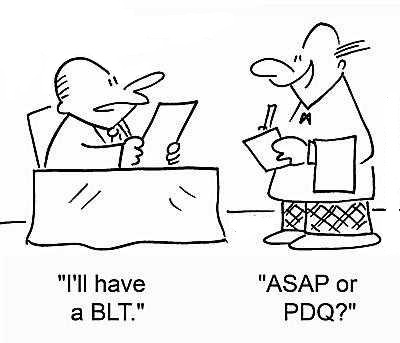 "I'll have
a BLT."
"ASAP or
PDQ?"